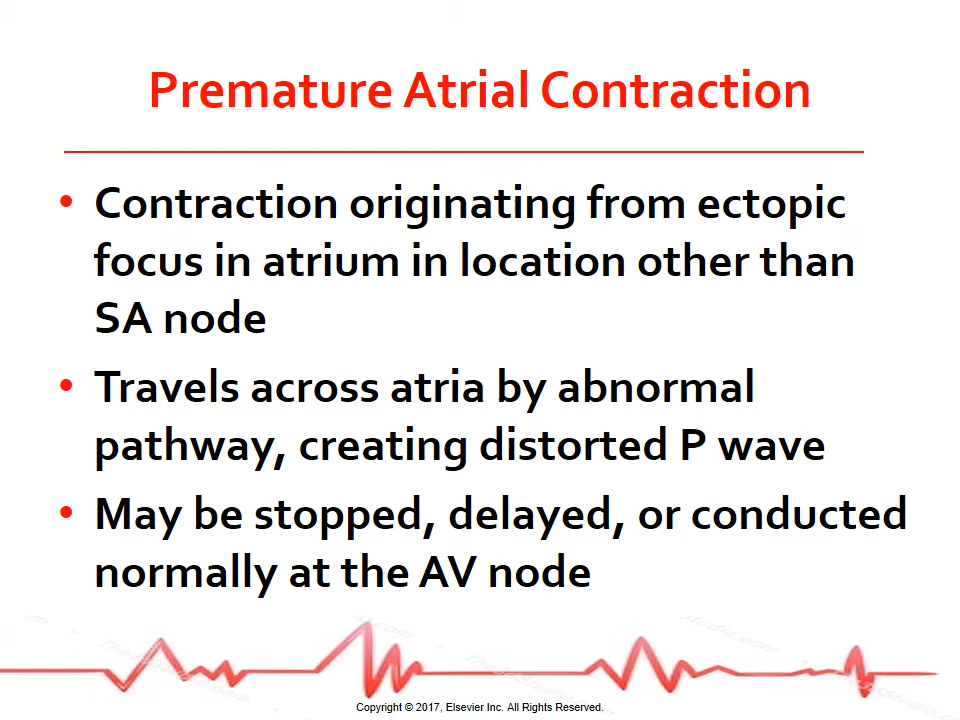 Premature Atrial Contraction
• Contraction originating from ectopic
focus in atrium in location other than
SA node
• Travels across atria by abnormal
pathway, creating distorted P wave
• May be stopped, delayed, or conducted
normally at the AV node
Copyright © 2017, Elsevier Inc. All Rights Reserved.